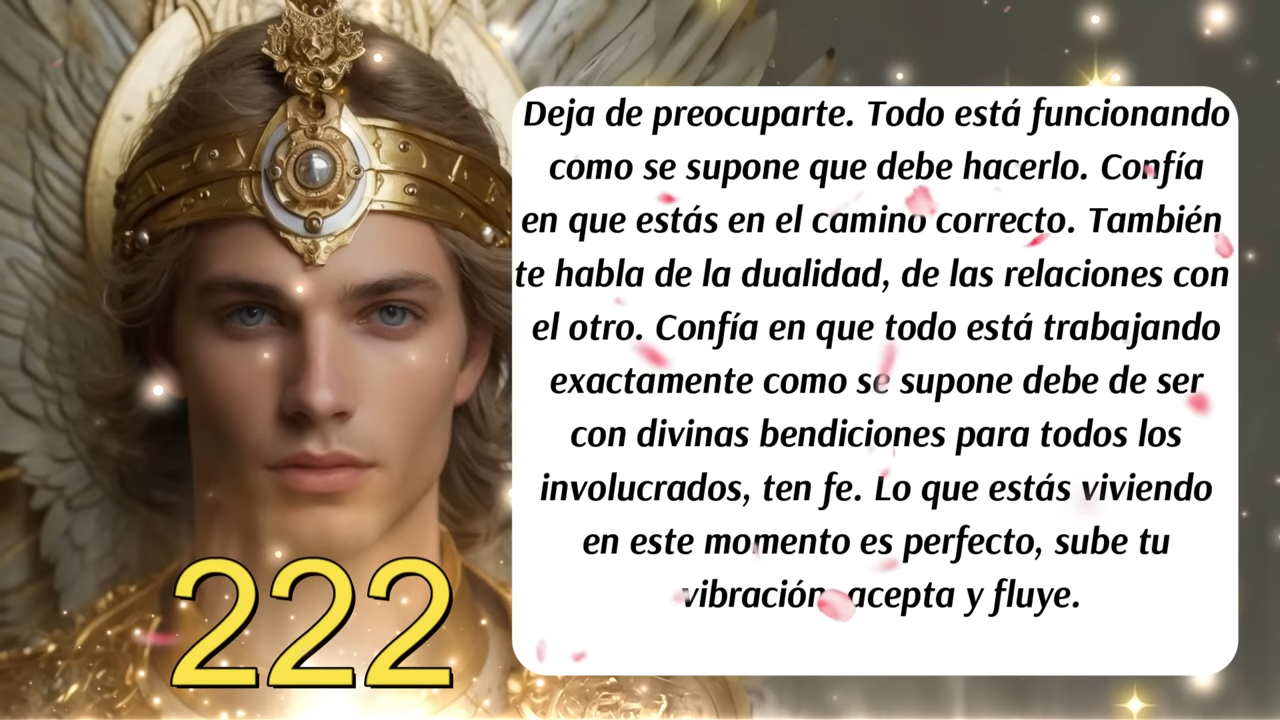 Deja de preocuparte. Todo está funcionando
como se supone que debe hacerlo. Confía
en que estás en el camino correcto. También
te habla de la dualidad, de las relaciones con
el otro. Confía en que todo está trabajando
exactamente como se supone debe de ser
con divinas bendiciones para todos los
involucrados, ten fe. Lo que estás viviendo
en este momento es perfecto, sube tu
vibración, acepta y fluye.
222